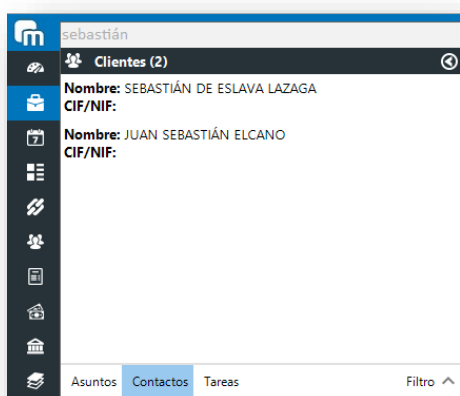 sebastián
Clientes (2)
Nombre: SEBASTIÁN DE ESLAVA LAZAGA
CIF/NIF:
Nombre: JUAN SEBASTIÁN ELCANO
CIF/NIF:
7
Asuntos Contactos Tareas Filtro